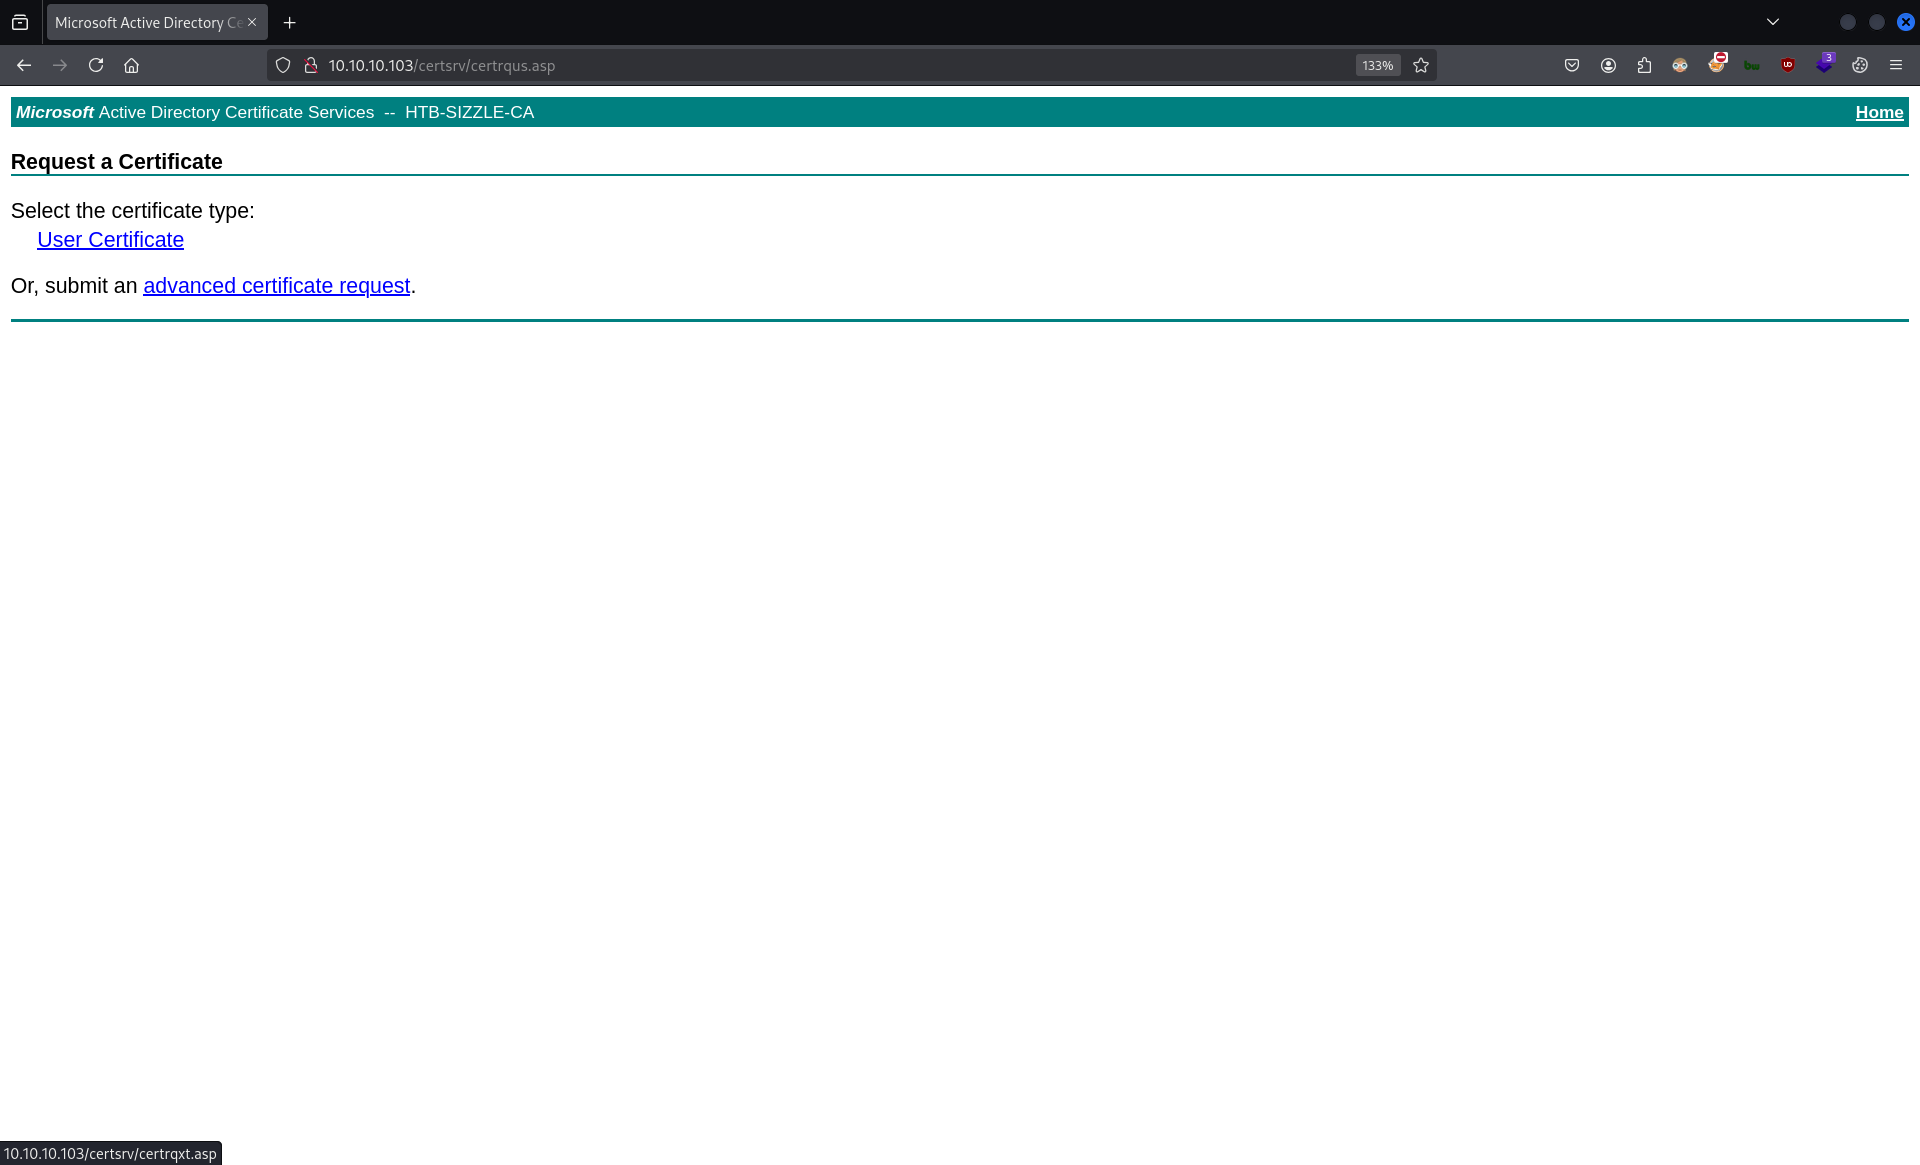 Microsoft Active Directory Ce
10.10.10.103/certsrv/certrqus.asp
133%
3
Microsoft Active Directory Certificate Services -- HTB-SIZZLE-CA
Home
Request a Certificate
Select the certificate type:
User Certificate
Or, submit an advanced certificate request.
10.10.10.103/certsrv/certrqxt.asp